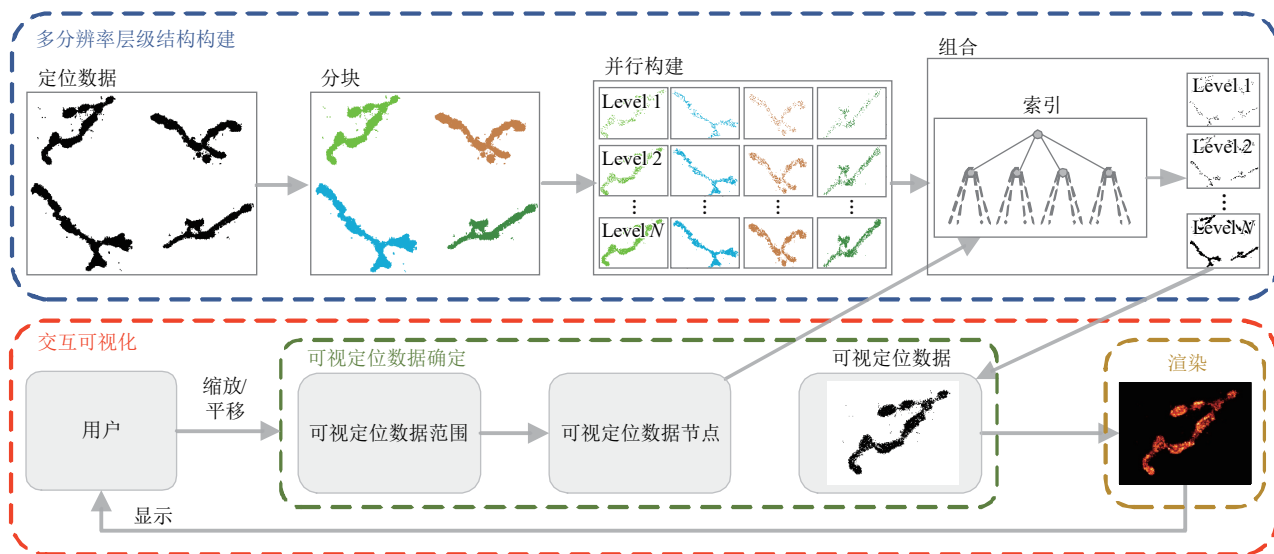 多分辨率层级结构构建
定位数据
分块
并行构建
Level 1
Level 2
Level N
组合
索引
Level 1
Level 2
Level N
交互可视化
用户
缩放/
平移
可视定位数据确定
可视定位数据范围
可视定位数据节点
可视定位数据
渲染
显示